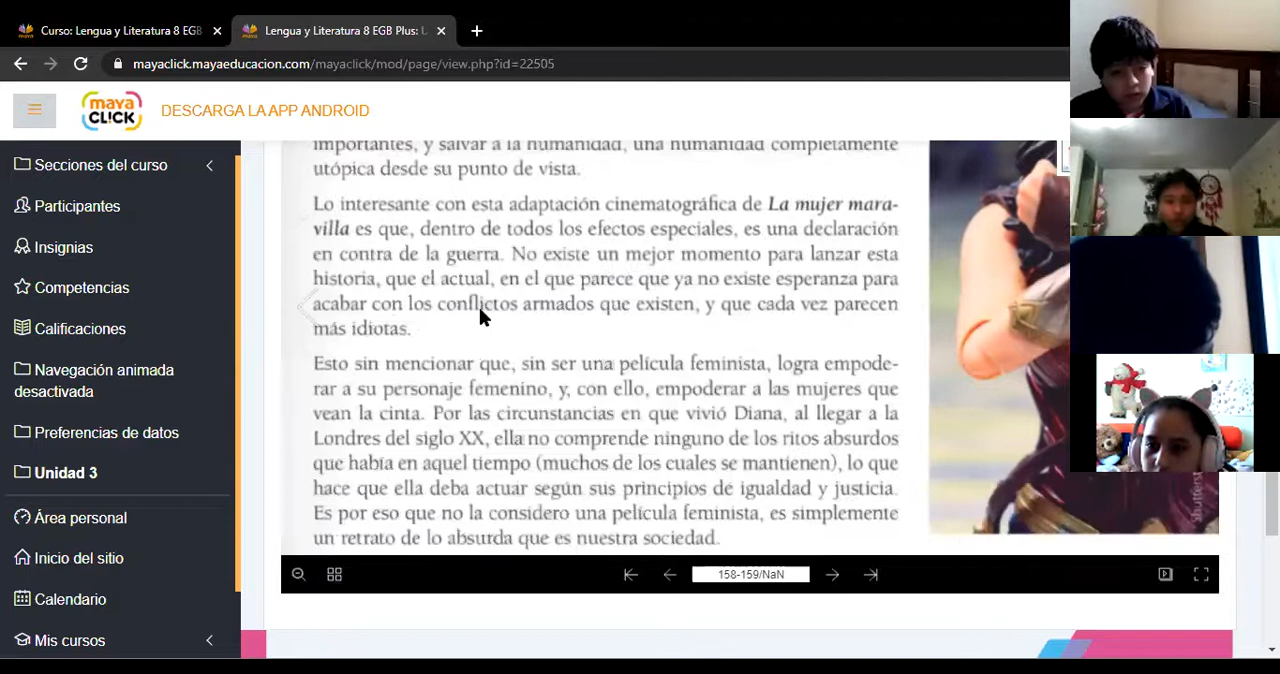 Curso: Lengua y Literatura 8 EGB
Lengua y Literatura 8 EGB Plus: L
mayaclick.mayaeducacion.com/mayaclick/mod/page/view.php?id=22505
maya CL!CK
DESCARGA LA APP ANDROID
Secciones del curso
Participantes
Insignias
Competencias
Calificaciones
Navegación animada
desactivada
Preferencias de datos
Unidad 3
Área personal
Inicio del sitio
Calendario
Mis cursos
importantes, y salvar a la humanidad, una humanidad completamente
utópica desde su punto de vista.
Lo interesante con esta adaptación cinematográfica de La mujer mara-
villa es que, dentro de todos los efectos especiales, es una declaración
en contra de la guerra. No existe un mejor momento para lanzar esta
historia, que el actual, en el que parece que ya no existe esperanza para
acabar con los conflictos armados que existen, y que cada vez parecen
más idiotas.
Esto sin mencionar que, sin ser una película feminista, logra empode-
rar a su personaje femenino, y, con ello, empoderar a las mujeres que
vean la cinta. Por las circunstancias en que vivió Diana, al llegar a la
Londres del siglo XX, ella no comprende ninguno de los ritos absurdos
que había en aquel tiempo (muchos de los cuales se mantienen), lo que
hace que ella deba actuar según sus principios de igualdad y justicia.
Es por eso que no la considero una película feminista, es simplemente
un retrato de lo absurda que es nuestra sociedad.
158-159/NaN